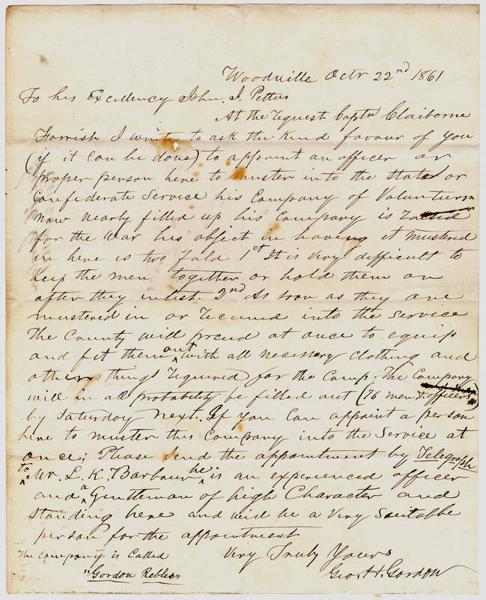 Woodville Octr 22nd 1861
To his Excellency John. J. Pettus
At the request Captn Claiborne
Farrish I write to ask the kind favour of you
(if it can be done) to appoint an officer or
proper person here to muster into the State or
Confederate Service his Company of Volunteers
now nearly filled up his Company is
for the War his object in having it mustred
in here is two fold 1st It is very difficult to
keep the men together or hold them on
after they enlist. 2nd As soon as they are
mustered in or received into the Service
The County will proceed at once to equip
and fit them out with all necessary clothing and
other things required for the Camp. The Company
will in all probability be filled out (76 men & officers)
by Saturday next. If you can appoint a person
here to muster this Company into the Service at
once; Please send the appointment by Telegraph
to Mr. L. K. Barbour he is an experienced officer
and a Gentleman of high Character and
standing here and will be a very Suitable
person for the appointment
The company is Called
"Gordon Rebles"
Very Truly Yours
Geo. H. Gordon